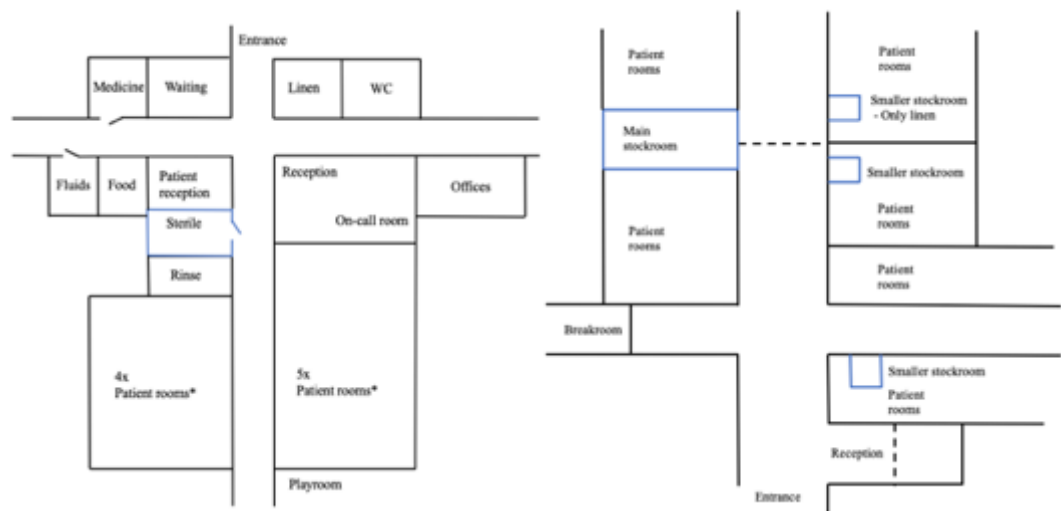 Entrance
Medicine
Waiting
Linen
WC
Fluids
Food
Patient
reception
Reception
Offices
Sterile
On-call room
Rinse
4x
Patient rooms*
5x
Patient rooms*
Playroom
Patient
rooms
Patient
rooms
Smaller stockroom
- Only linen
Main
stockroom
Smaller stockroom
Patient
rooms
Patient
rooms
Patient
rooms
Breakroom
Smaller stockroom
Patient
rooms
Reception
Entrance